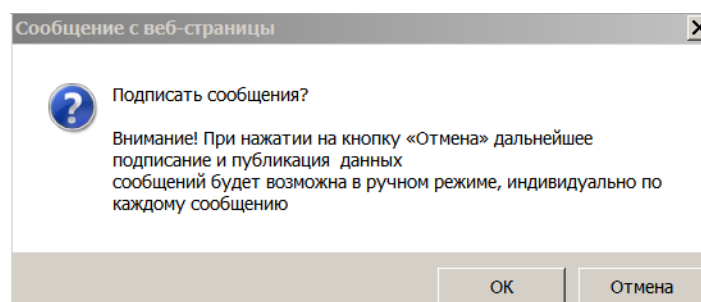 Сообщение с веб-страницы
Подписать сообщения?
Внимание! При нажатии на кнопку «Отмена» дальнейшее
подписание и публикация данных
сообщений будет возможна в ручном режиме, индивидуально по
каждому сообщению
ОК
Отмена